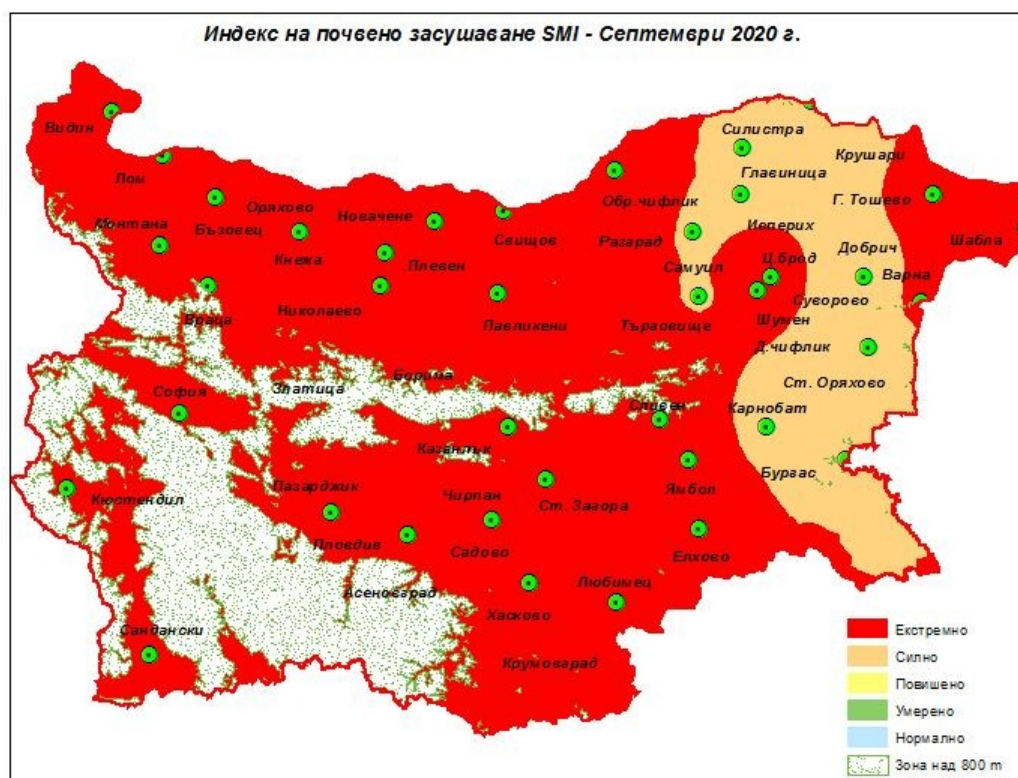 Индекс на почвено засушаване SMI - Септември 2020 г.
Видин
Силистра
Крушари
Лом
Главиница
Оряхово
Новачене
Обр.чифлик
Г. Тошево
Монтана
Бъзовец
Исперих
Свищов
Разград
Шабла
Кнежа
Плевен
Ц.брод
Добрич
Самуил
Варна
Николаево
Суворово
Враца
Павликени
Търговище
Шумен
Д.чифлик
Борима
Златица
Ст. Оряхово
София
Сливен
Карнобат
Казанлък
Бургас
Пазарджик
Чирпан
Ямбол
Кюстендил
Ст. Загора
Пловдив
Садово
Елхово
Асеновград
Любимец
Хасково
Сандански
Крумовград
Екстремно
Силно
Повишено
Умерено
Нормално
Зона над 800 m